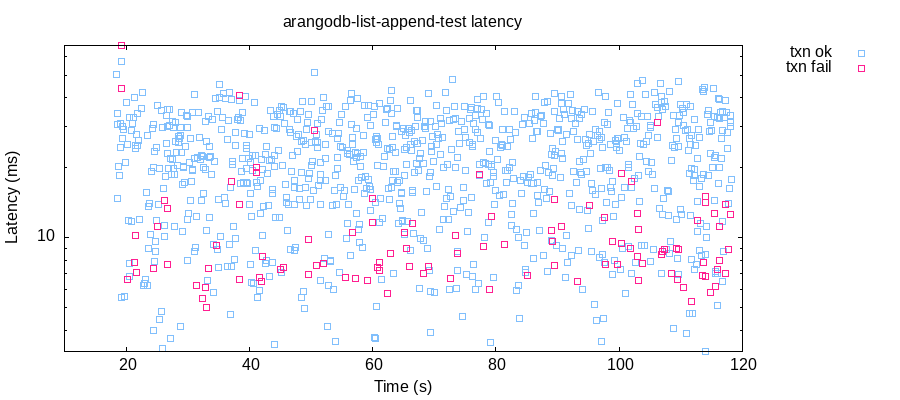 arangodb-list-append-test latency
txn ok
txn fail
Latency (ms)
10
20 40 60 80 100 120
Time (s)